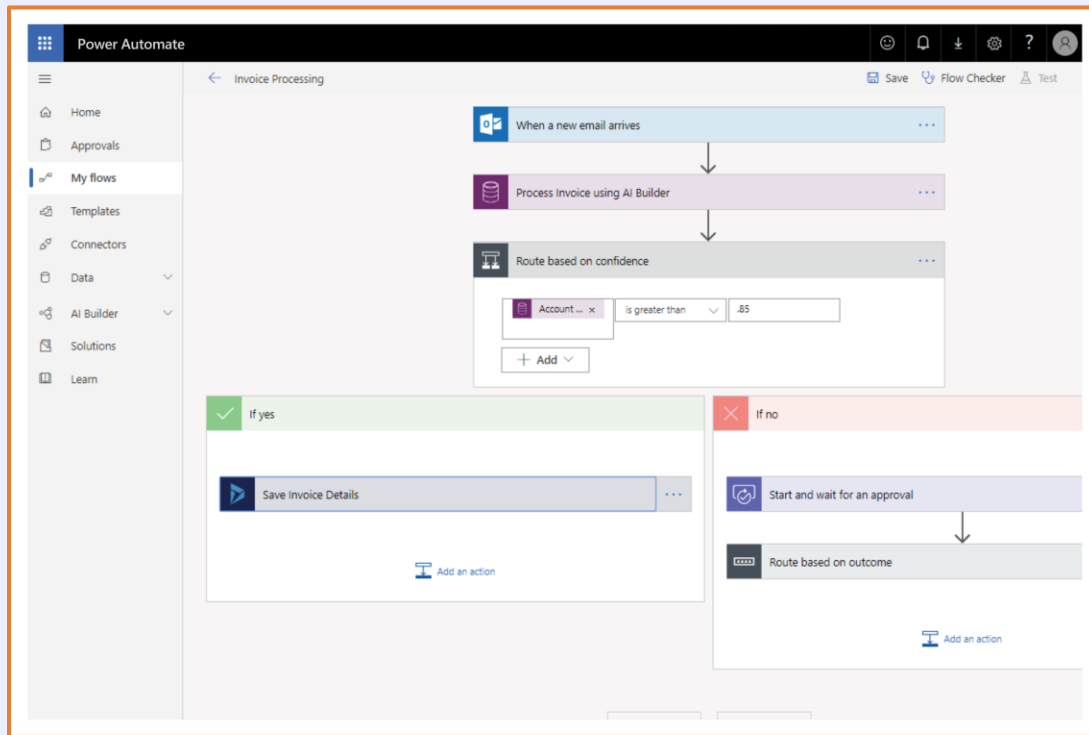 Power Automate
?
Invoice Processing
Save
Flow Checker
Test
Home
Approvals
My flows
Templates
Connectors
Data
AI Builder
Solutions
Learn
When a new email arrives
Process Invoice using AI Builder
Route based on confidence
Account ... × is greater than .85
+ Add
If yes
Save Invoice Details
Add an action
If no
Start and wait for an approval
Route based on outcome
Add an action